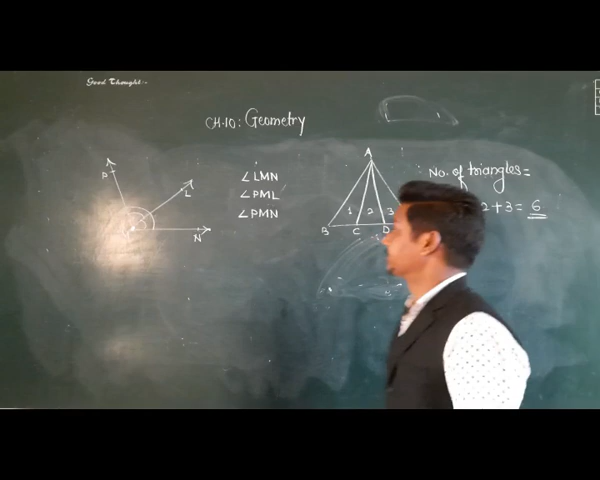 Good Thought:-
CH-10: Geometry
P
L
N
∠LMN
∠PML
∠PMN
A
1 2 3
B C D
No. of triangles=
2+3= 6